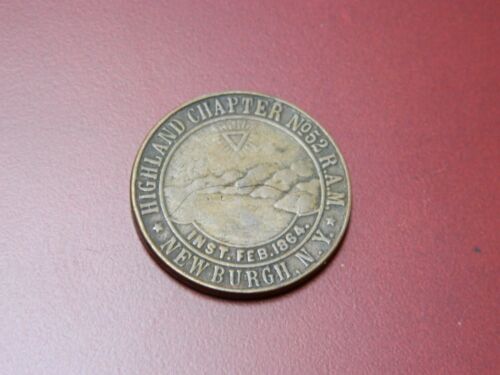 HIGHLAND CHAPTER No52 R.A.M
INST. FEB. 1864.
NEWBURGH, N.Y.